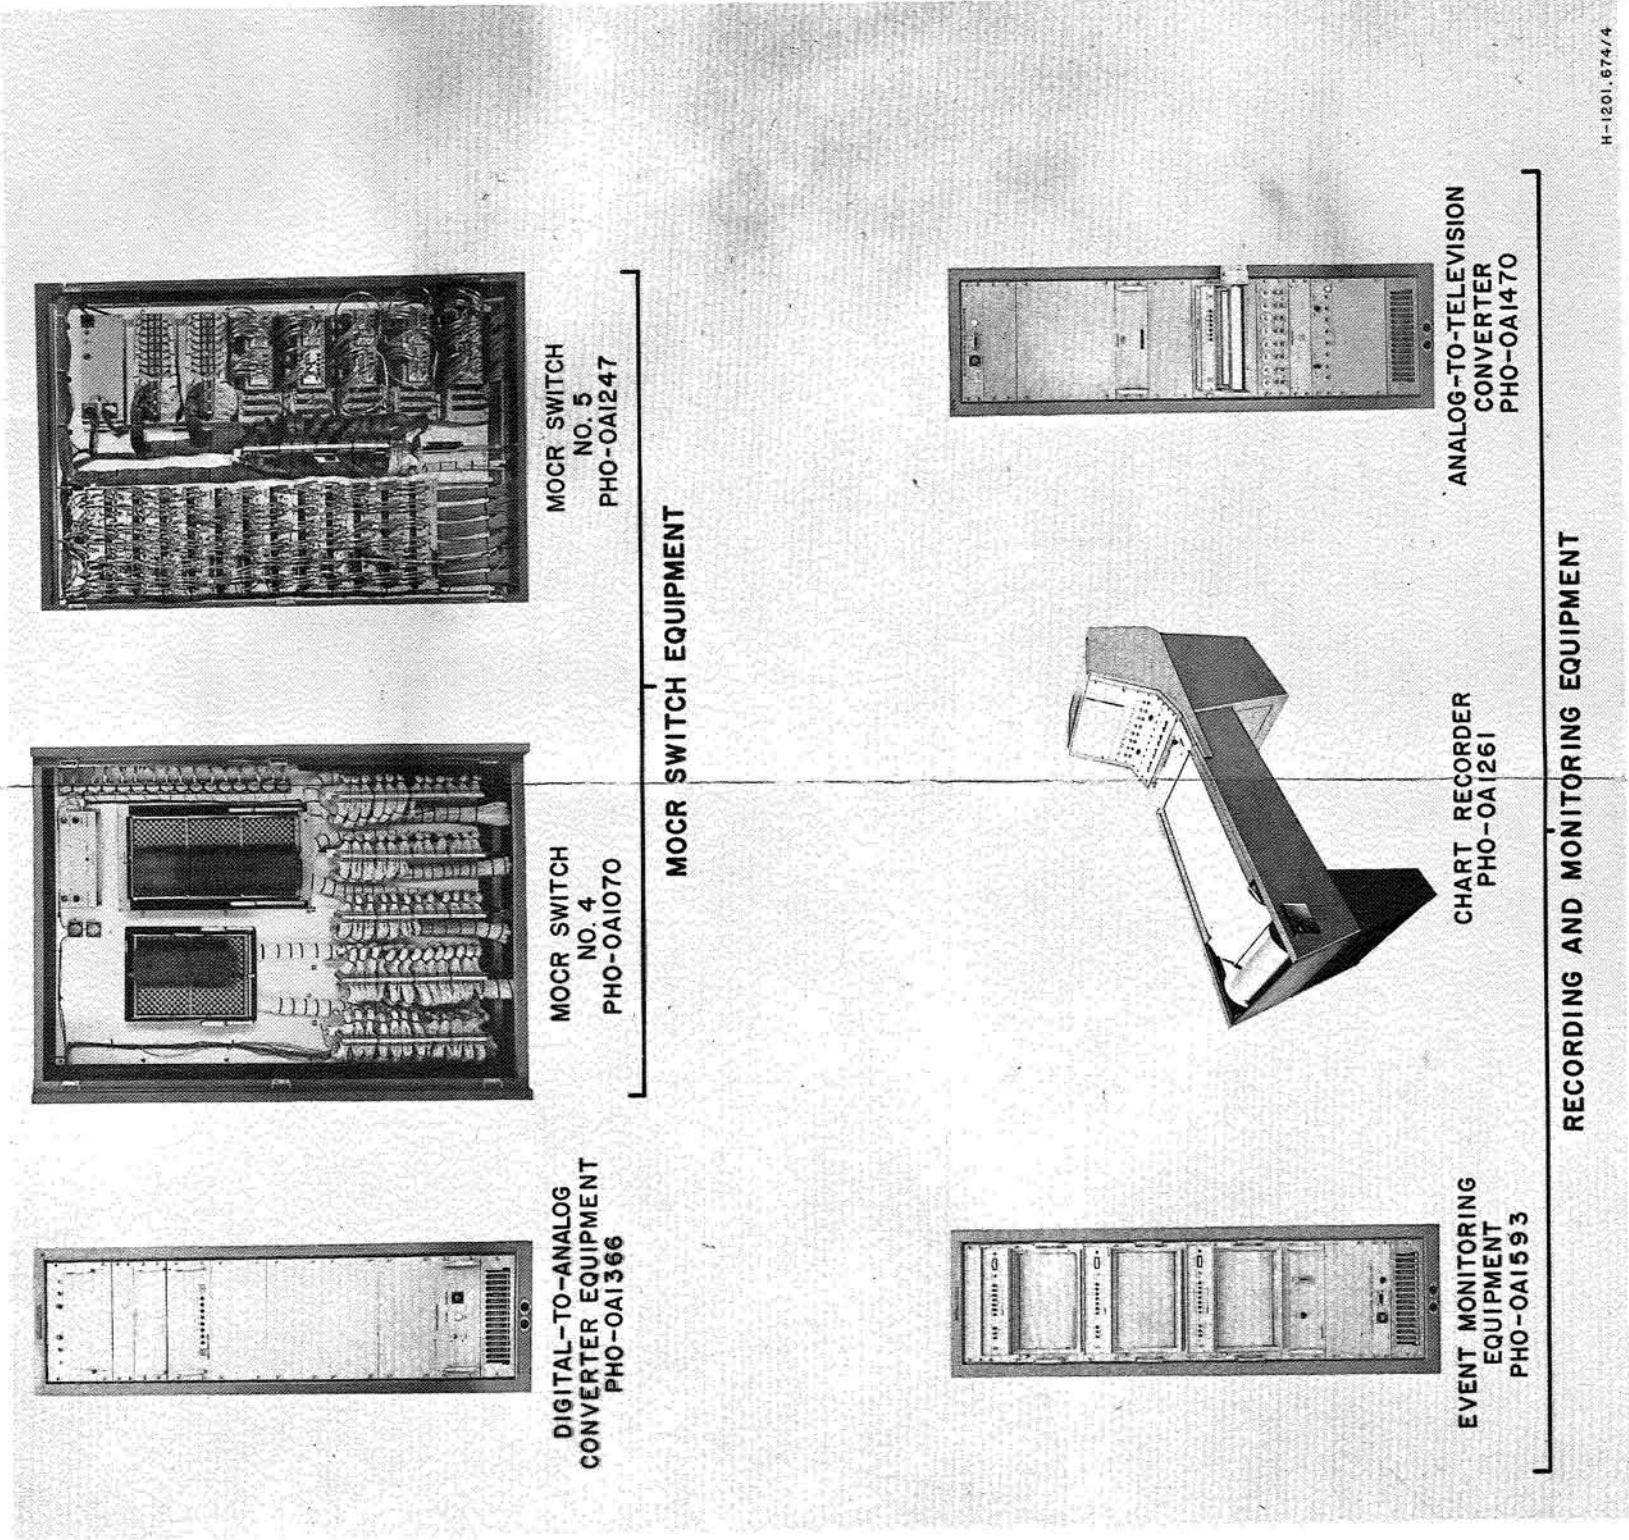 DIGITAL-TO-ANALOG
CONVERTER EQUIPMENT
PHO-OA1366
MOCR SWITCH
NO. 4
PHO-OA1070
MOCR SWITCH
NO. 5
PHO-OA1247
MOCR SWITCH EQUIPMENT
EVENT MONITORING
EQUIPMENT
PHO-OA1593
CHART RECORDER
PHO-OA1261
ANALOG-TO-TELEVISION
CONVERTER
PHO-OA1470
RECORDING AND MONITORING EQUIPMENT
H-1201.674/4